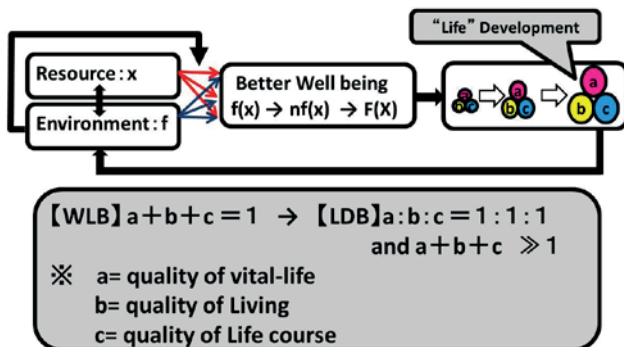 “Life” Development
Resource：x
Environment：f
Better Well being
f(x) → nf(x) → F(X)
a
b c
a
b c
a
b c
【WLB】a＋b＋c＝1 → 【LDB】a：b：c＝1：1：1
and a＋b＋c ≫1
※ a= quality of vital-life
b= quality of Living
c= quality of Life course